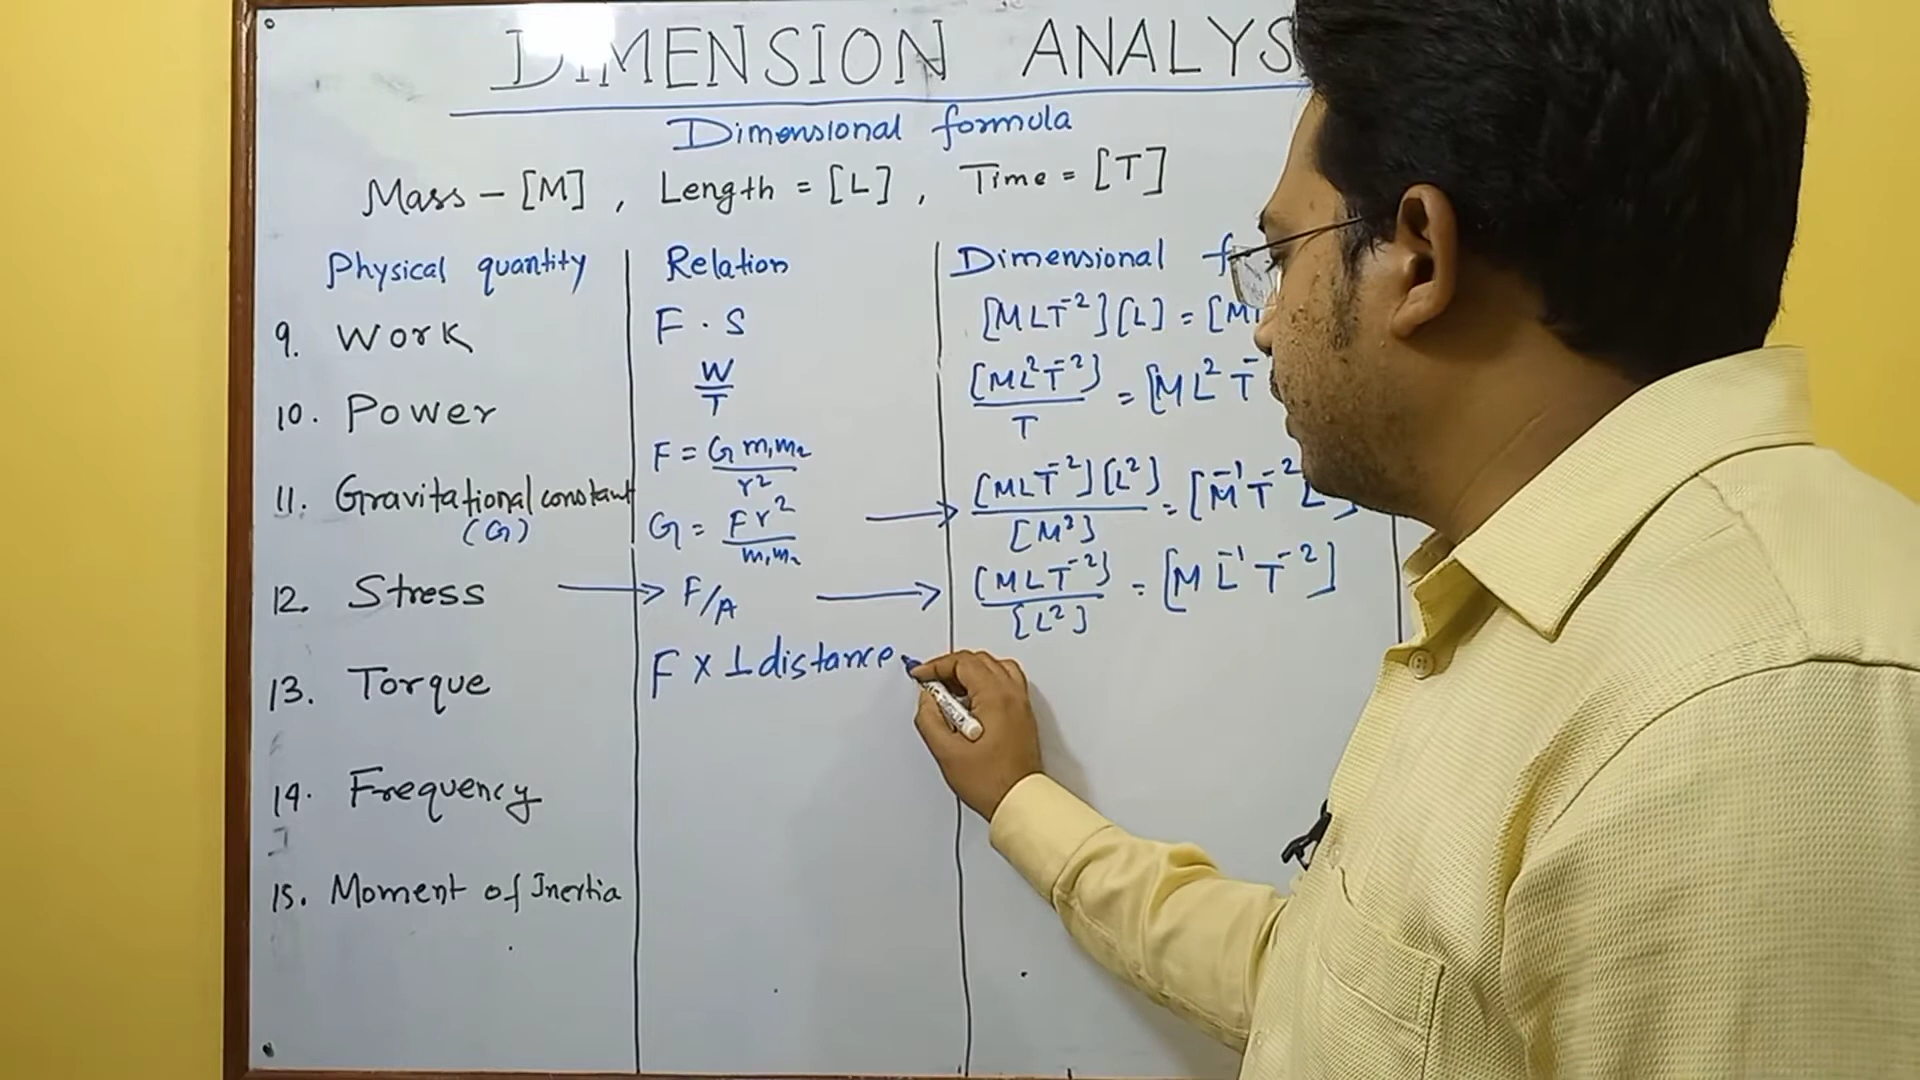 DIMENSION ANALYS
Dimensional formula
Mass – [M] , Length = [L] , Time = [T]
Physical quantity Relation Dimensional f
9. Work F . S [MLT⁻²][L] = [M
10. Power W/T [ML²T⁻²]/T = [ML²T⁻
11. Gravitational constant (G) F = G m₁m₂/r²
G = Fr²/m₁m₂ → [MLT⁻²][L²]/[M²] = [M⁻¹T⁻²L
12. Stress → F/A → [MLT⁻²]/[L²] = [ML⁻¹T⁻²]
13. Torque F × ⊥ distance
14. Frequency
15. Moment of Inertia